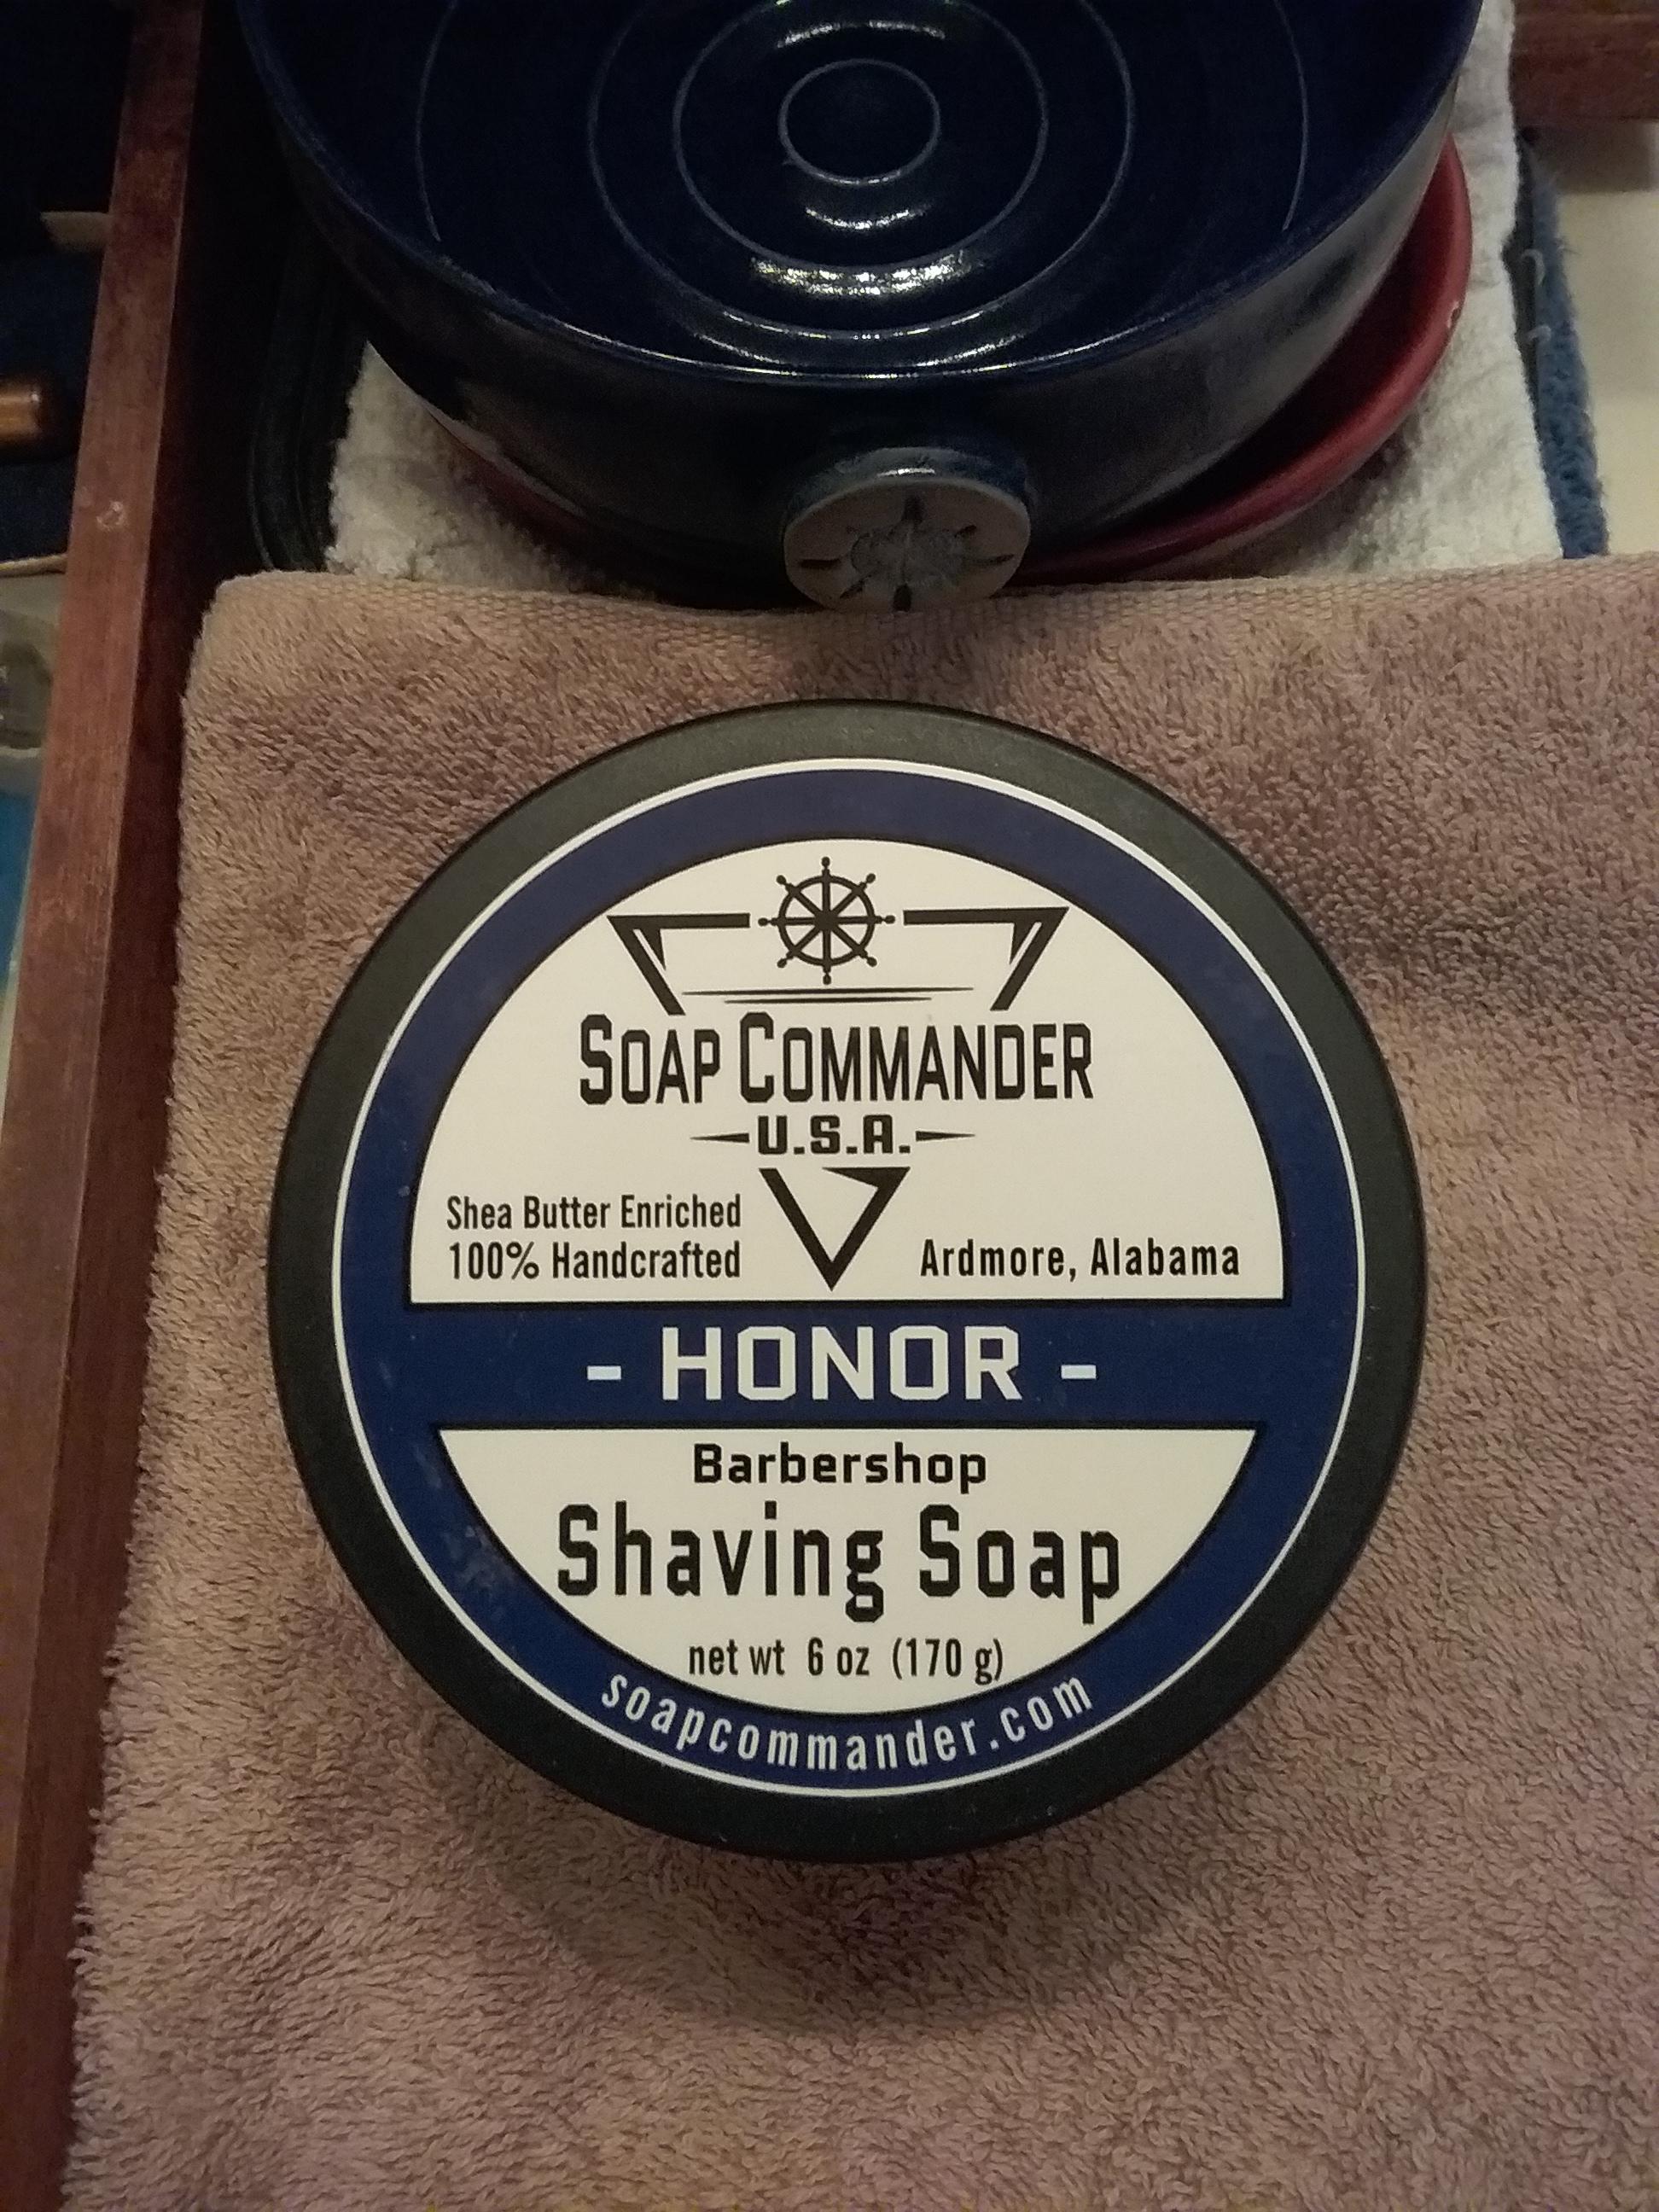 SOAP COMMANDER
U.S.A.
Shea Butter Enriched
100% Handcrafted
Ardmore, Alabama
- HONOR -
Barbershop
Shaving Soap
net wt 6 oz (170 g)
soapcommander.com